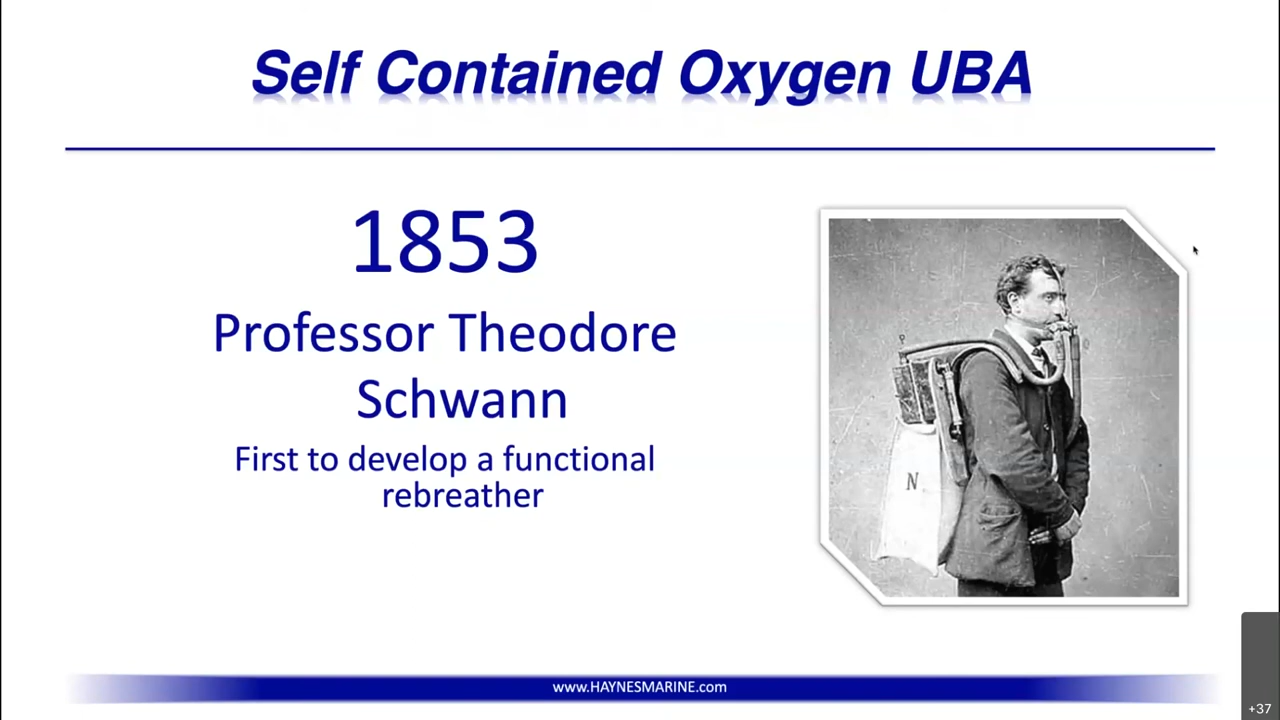 Self Contained Oxygen UBA
1853
Professor Theodore
Schwann
First to develop a functional
rebreather
P
N
www.HAYNESMARINE.com
+37